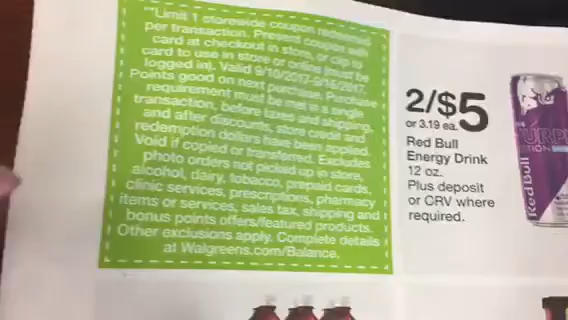 **Limit 1 storewide coupon redeemed
per transaction. Present coupon with
card at checkout in store, or clip to
card to use in store or online (must be
logged in). Valid 9/10/2017-9/16/2017.
Points good on next purchase. Purchase
requirement must be met in a single
transaction, before taxes and shipping,
and after discounts, store credit and
redemption dollars have been applied.
Void if copied or transferred. Excludes
photo orders not picked up in store,
alcohol, dairy, tobacco, prepaid cards,
clinic services, prescriptions, pharmacy
items or services, sales tax, shipping and
bonus points offers/featured products.
Other exclusions apply. Complete details
at Walgreens.com/Balance.
2/$5
or 3.19 ea.
Red Bull
Energy Drink
12 oz.
Plus deposit
or CRV where
required.
Red Bull